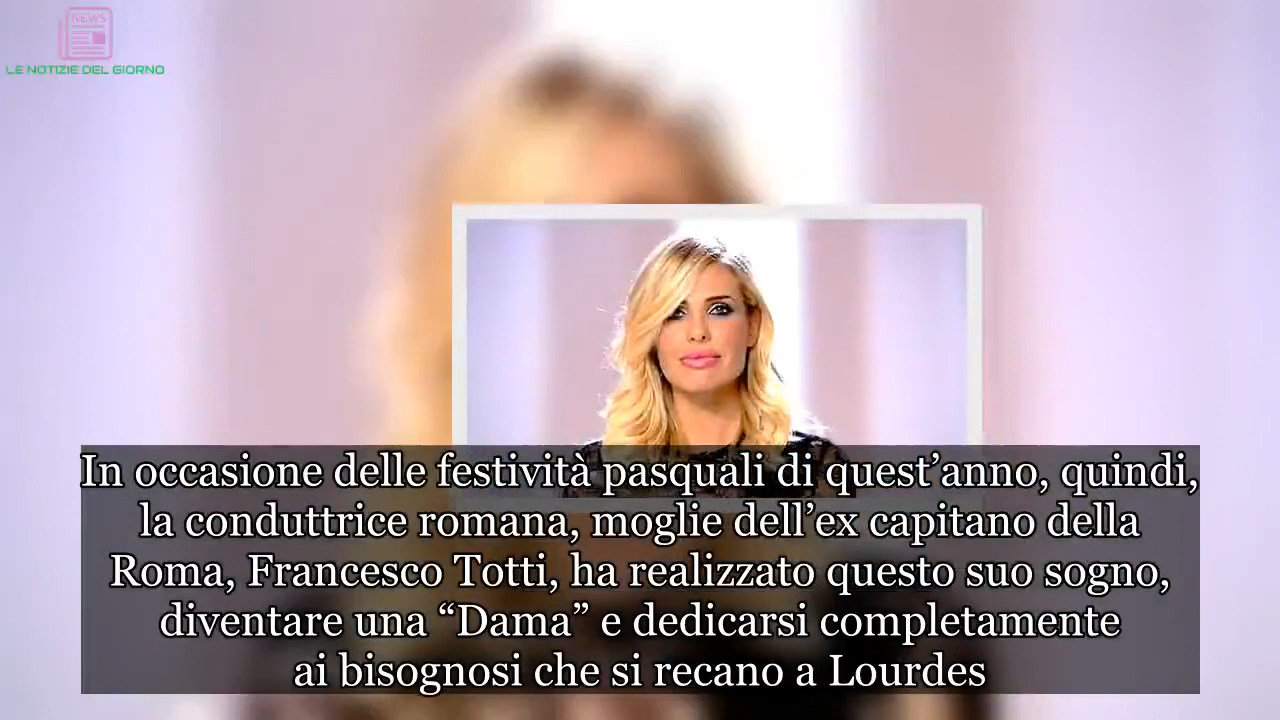 NEWS
LE NOTIZIE DEL GIORNO
In occasione delle festività pasquali di quest’anno, quindi,
la conduttrice romana, moglie dell’ex capitano della
Roma, Francesco Totti, ha realizzato questo suo sogno,
diventare una “Dama” e dedicarsi completamente
ai bisognosi che si recano a Lourdes